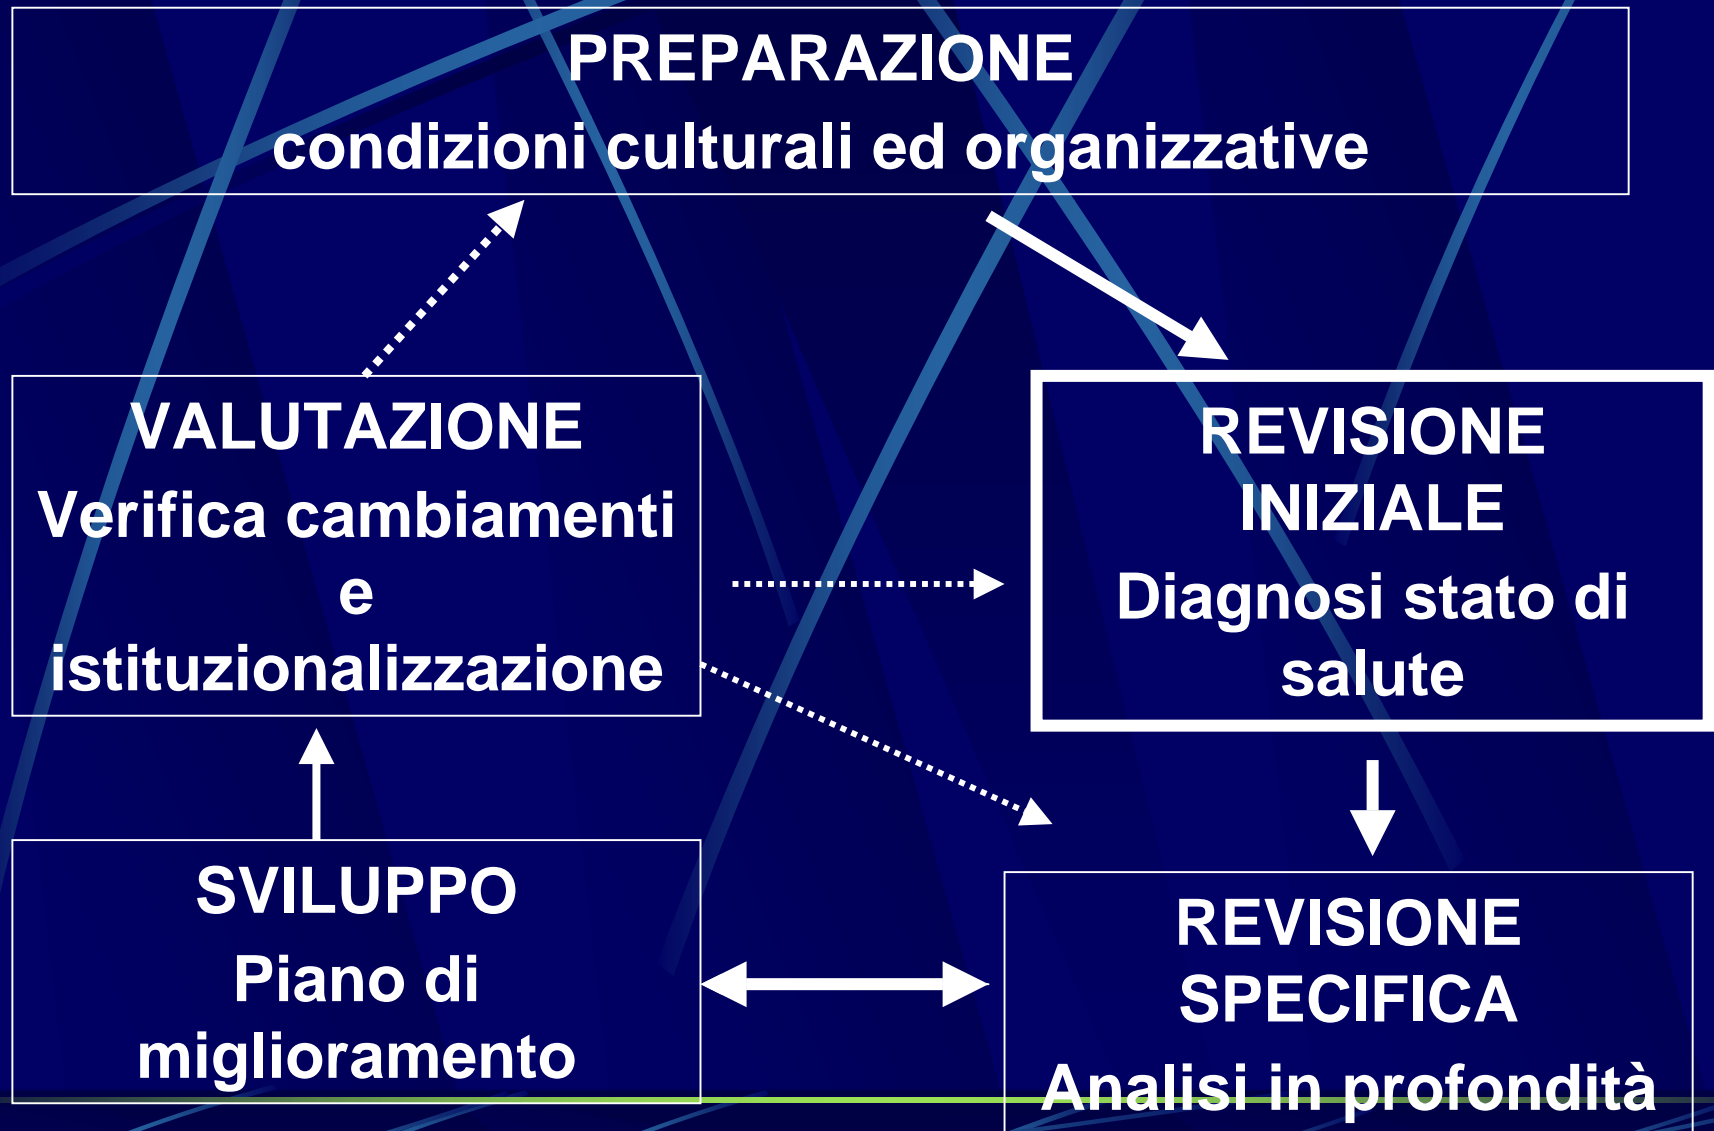 PREPARAZIONE
condizioni culturali ed organizzative
VALUTAZIONE
Verifica cambiamenti
e
istituzionalizzazione
REVISIONE
INIZIALE
Diagnosi stato di
salute
SVILUPPO
Piano di
miglioramento
REVISIONE
SPECIFICA
Analisi in profondità